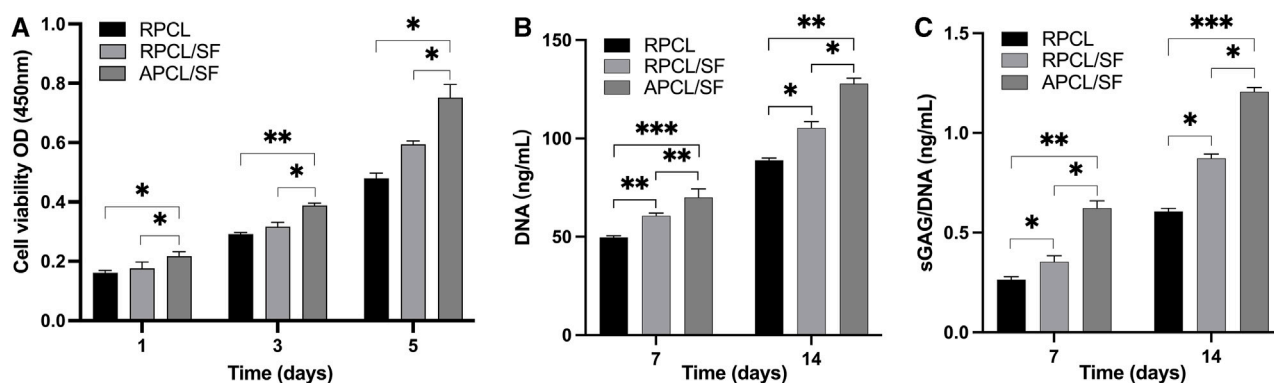 A
RPCL
RPCL/SF
APCL/SF
Cell viability OD (450nm)
1.0
0.8
0.6
0.4
0.2
0.0
*
*
**
*
*
*
1
3
5
Time (days)
B
RPCL
RPCL/SF
APCL/SF
DNA (ng/mL)
150
100
50
0
***
**
**
**
*
*
7
14
Time (days)
C
RPCL
RPCL/SF
APCL/SF
sGAG/DNA (ng/mL)
1.5
1.0
0.5
0.0
**
*
*
***
*
*
7
14
Time (days)